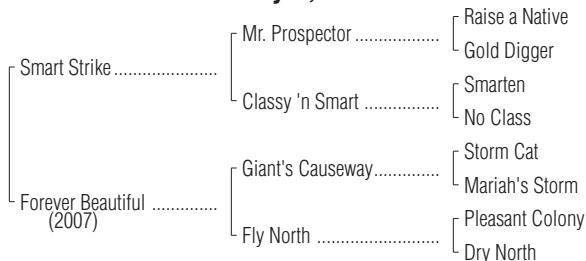 Raise a Native
Mr. Prospector
Gold Digger
Smart Strike
Smarten
Classy 'n Smart
No Class
Storm Cat
Giant's Causeway
Mariah's Storm
Forever Beautiful
(2007)
Pleasant Colony
Fly North
Dry North